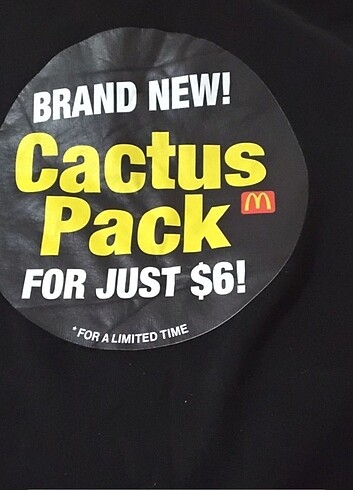 BRAND NEW!
Cactus
Pack
FOR JUST $6!
*FOR A LIMITED TIME